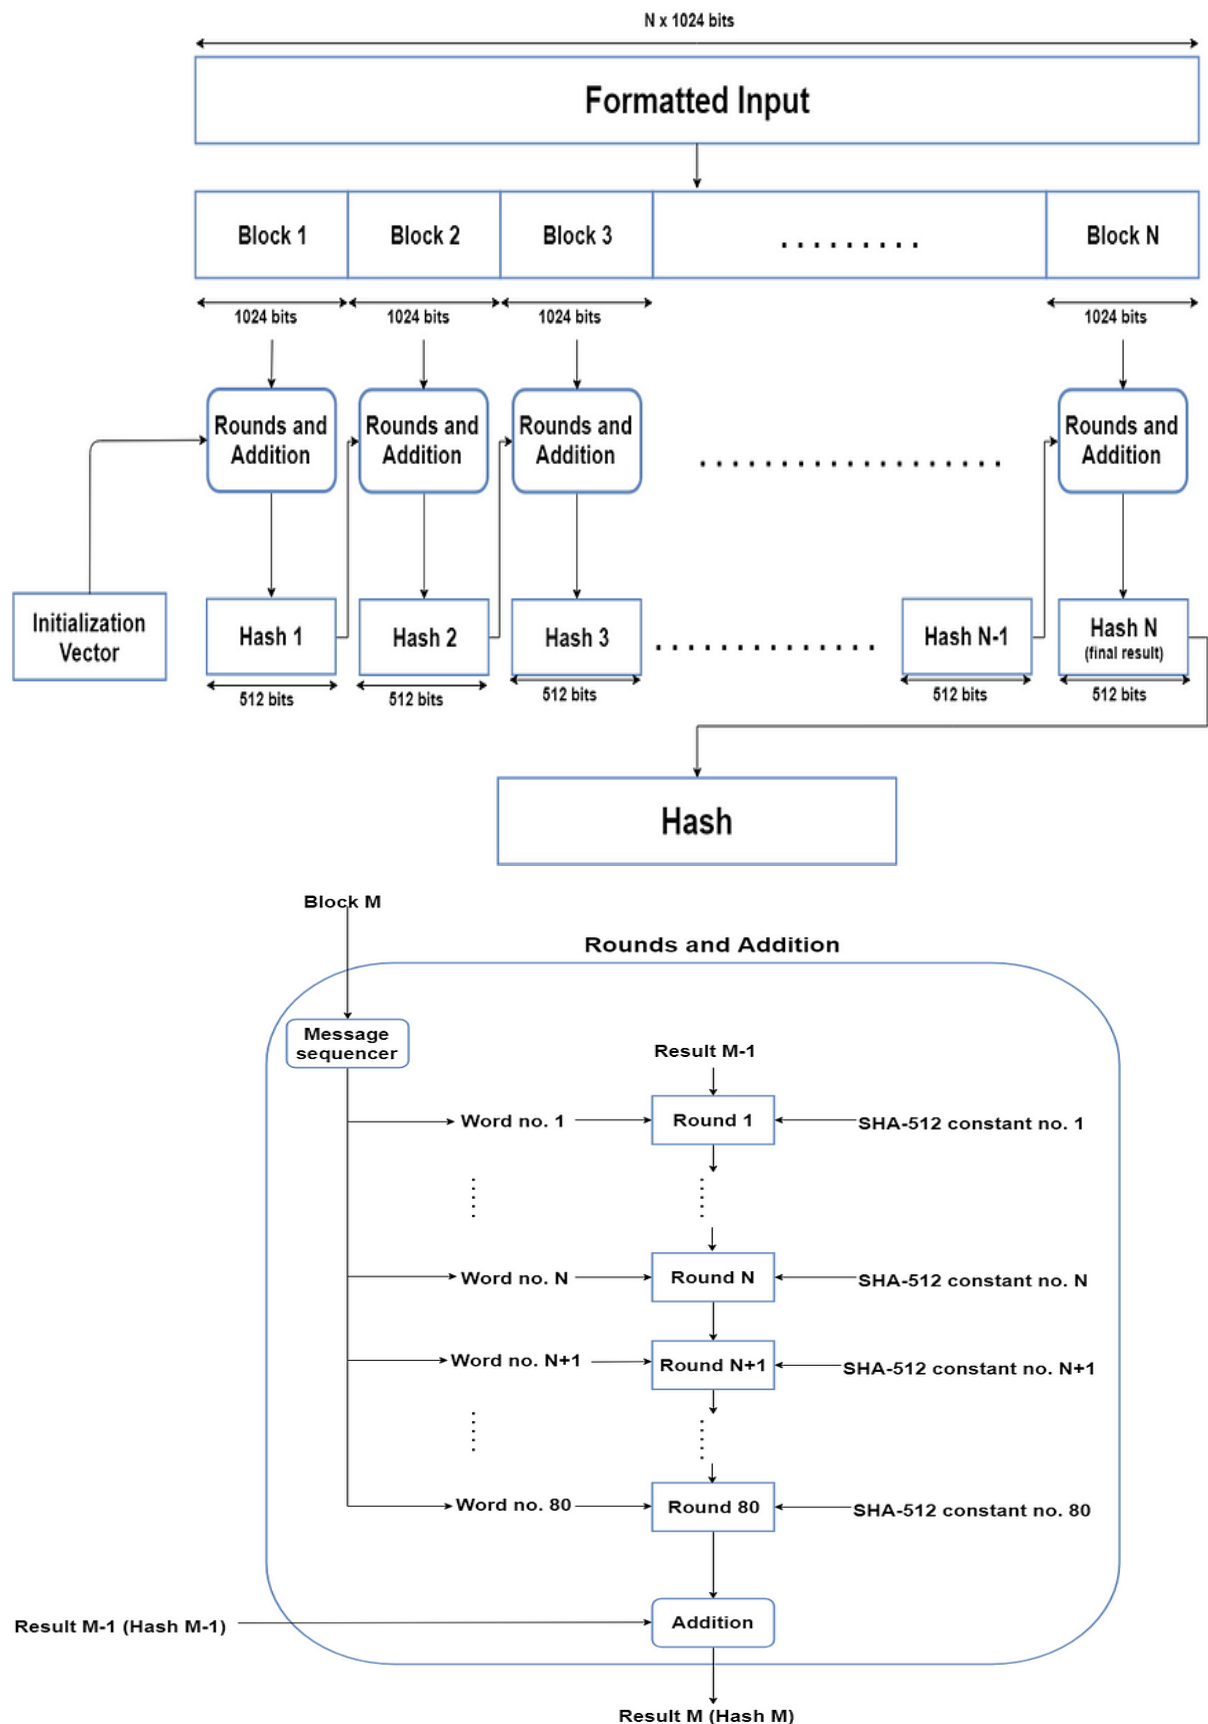 N x 1024 bits
Formatted Input
Block 1
Block 2
Block 3
.........
Block N
1024 bits
1024 bits
1024 bits
1024 bits
Rounds and
Addition
Rounds and
Addition
Rounds and
Addition
Rounds and
Addition
Initialization
Vector
Hash 1
Hash 2
Hash 3
Hash N-1
Hash N
(final result)
512 bits
512 bits
512 bits
512 bits
512 bits
Hash
Block M
Rounds and Addition
Message
sequencer
Result M-1
Word no. 1
Round 1
SHA-512 constant no. 1
Word no. N
Round N
SHA-512 constant no. N
Word no. N+1
Round N+1
SHA-512 constant no. N+1
Word no. 80
Round 80
SHA-512 constant no. 80
Result M-1 (Hash M-1)
Addition
Result M (Hash M)